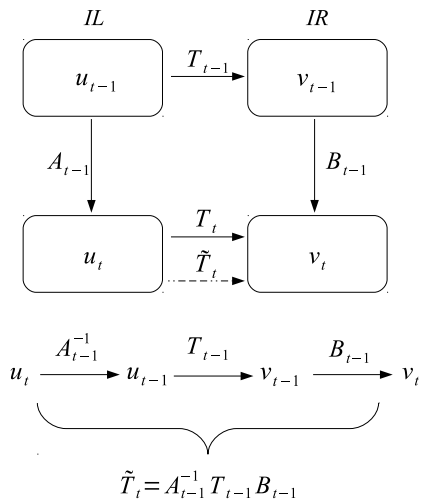 IL IR
u_{t-1} T_{t-1} v_{t-1}
A_{t-1} B_{t-1}
T_t
u_t T̃_t v_t
A_{t-1}^{-1} T_{t-1} B_{t-1}
u_t u_{t-1} v_{t-1} v_t
T̃_t = A_{t-1}^{-1} T_{t-1} B_{t-1}